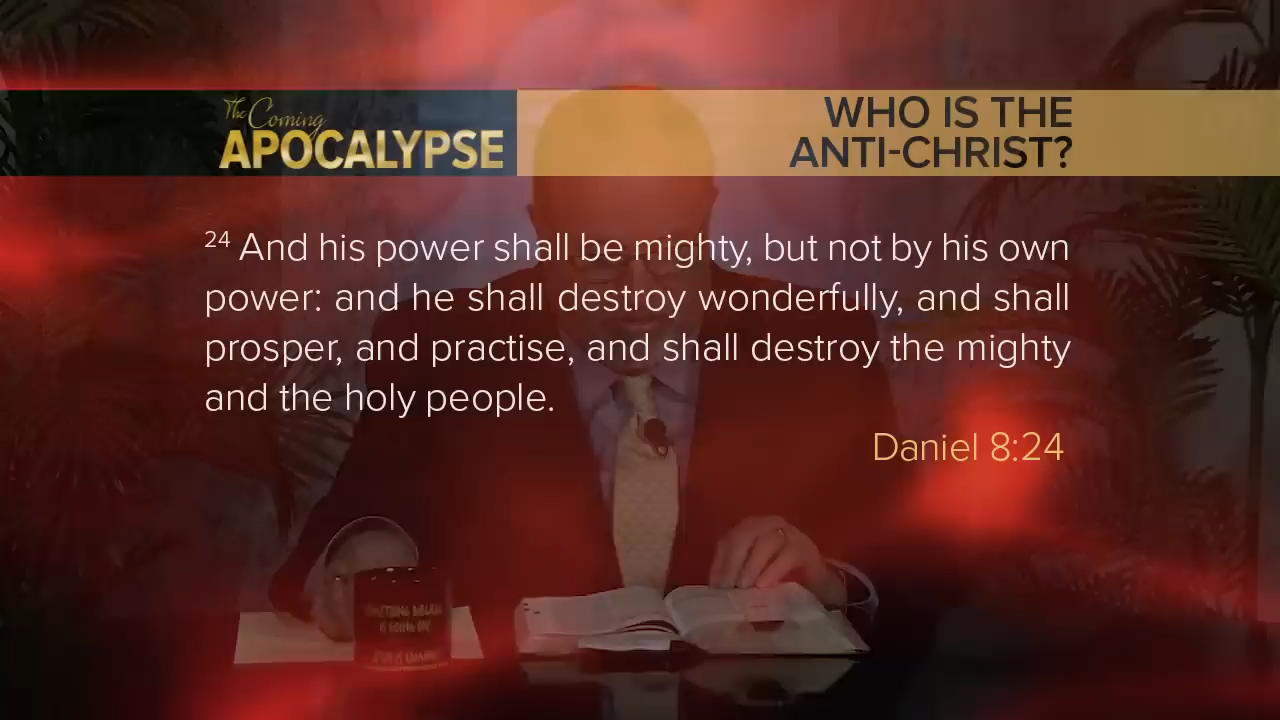 The Coming
APOCALYPSE
WHO IS THE
ANTI-CHRIST?
24 And his power shall be mighty, but not by his own
power: and he shall destroy wonderfully, and shall
prosper, and practise, and shall destroy the mighty
and the holy people.
Daniel 8:24